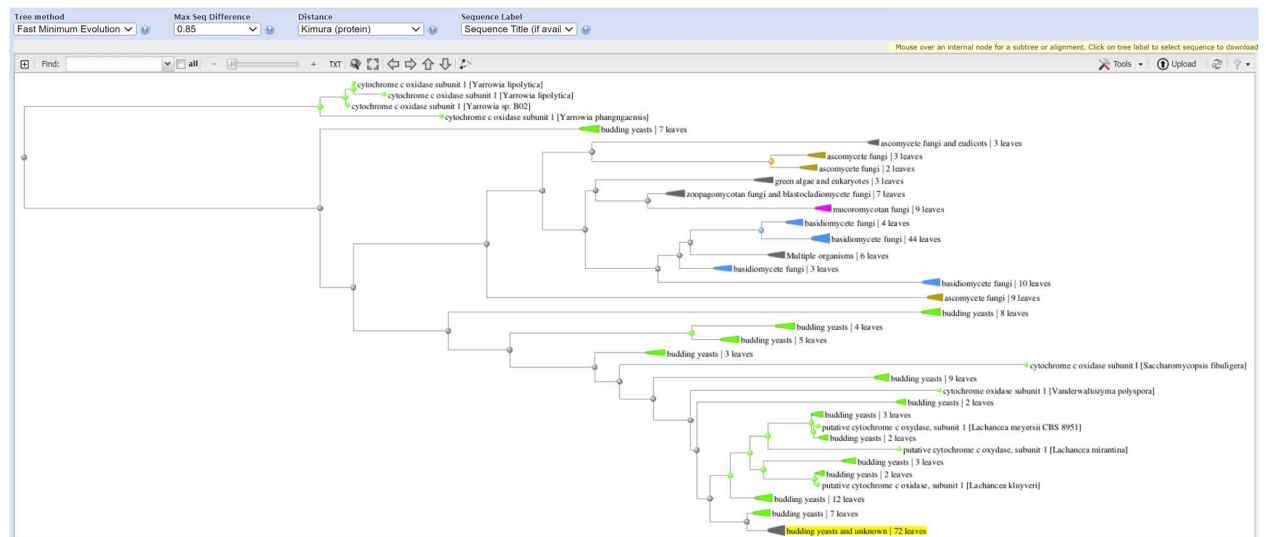 Tree method
Max Seq Difference
Distance
Sequence Label
Fast Minimum Evolution
0.85
Kimura (protein)
Sequence Title (if avail
Mouse over an internal node for a subtree or alignment. Click on tree label to select sequence to download
Find:
all
-
+
TXT
Tools
Upload
?
cytochrome c oxidase subunit 1 [Yarrowia lipolytica]
cytochrome c oxidase subunit 1 [Yarrowia lipolytica]
cytochrome c oxidase subunit 1 [Yarrowia sp. B02]
cytochrome c oxidase subunit 1 [Yarrowia phangngaensis]
budding yeasts | 7 leaves
ascomycete fungi and eudicots | 3 leaves
ascomycete fungi | 3 leaves
ascomycete fungi | 2 leaves
green algae and eukaryotes | 3 leaves
zoopagomycotan fungi and blastocladiomycete fungi | 7 leaves
mucoromycotan fungi | 9 leaves
basidiomycete fungi | 4 leaves
basidiomycete fungi | 44 leaves
Multiple organisms | 6 leaves
basidiomycete fungi | 3 leaves
basidiomycete fungi | 10 leaves
ascomycete fungi | 9 leaves
budding yeasts | 8 leaves
budding yeasts | 4 leaves
budding yeasts | 5 leaves
budding yeasts | 3 leaves
cytochrome c oxidase subunit I [Saccharomycopsis fibuligera]
budding yeasts | 9 leaves
cytochrome oxidase subunit 1 [Vanderwaltozyma polyspora]
budding yeasts | 2 leaves
budding yeasts | 3 leaves
putative cytochrome c oxydase, subunit 1 [Lachancea meyersii CBS 8951]
budding yeasts | 2 leaves
putative cytochrome c oxydase, subunit 1 [Lachancea mirantina]
budding yeasts | 3 leaves
budding yeasts | 2 leaves
putative cytochrome c oxidase, subunit 1 [Lachancea kluyveri]
budding yeasts | 12 leaves
budding yeasts | 7 leaves
budding yeasts and unknown | 72 leaves